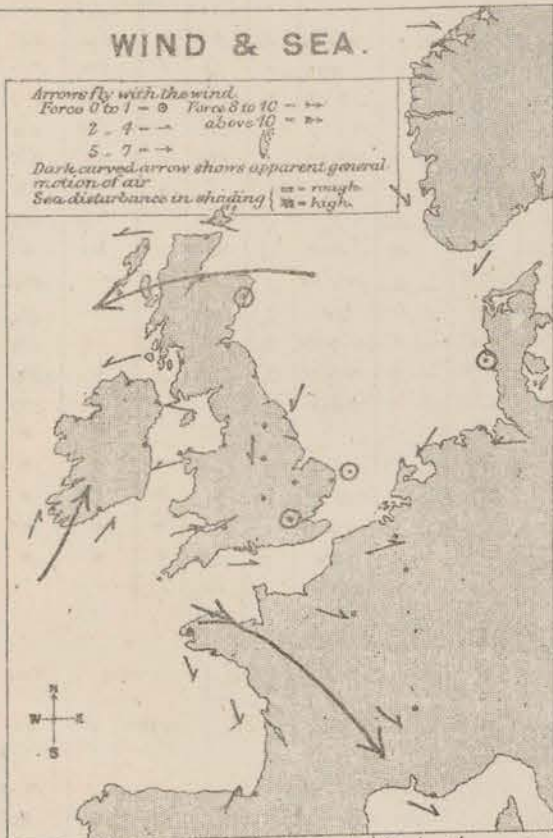 WIND & SEA.
Arrows fly with the wind
Force 0 to 1 = ⊙ Force 8 to 10 =
2 " 4 = → above 10 =
5 " 7 = →
Dark curved arrow shows apparent general
motion of air
Sea disturbance in shading { = rough.
= high.
N
W E
S